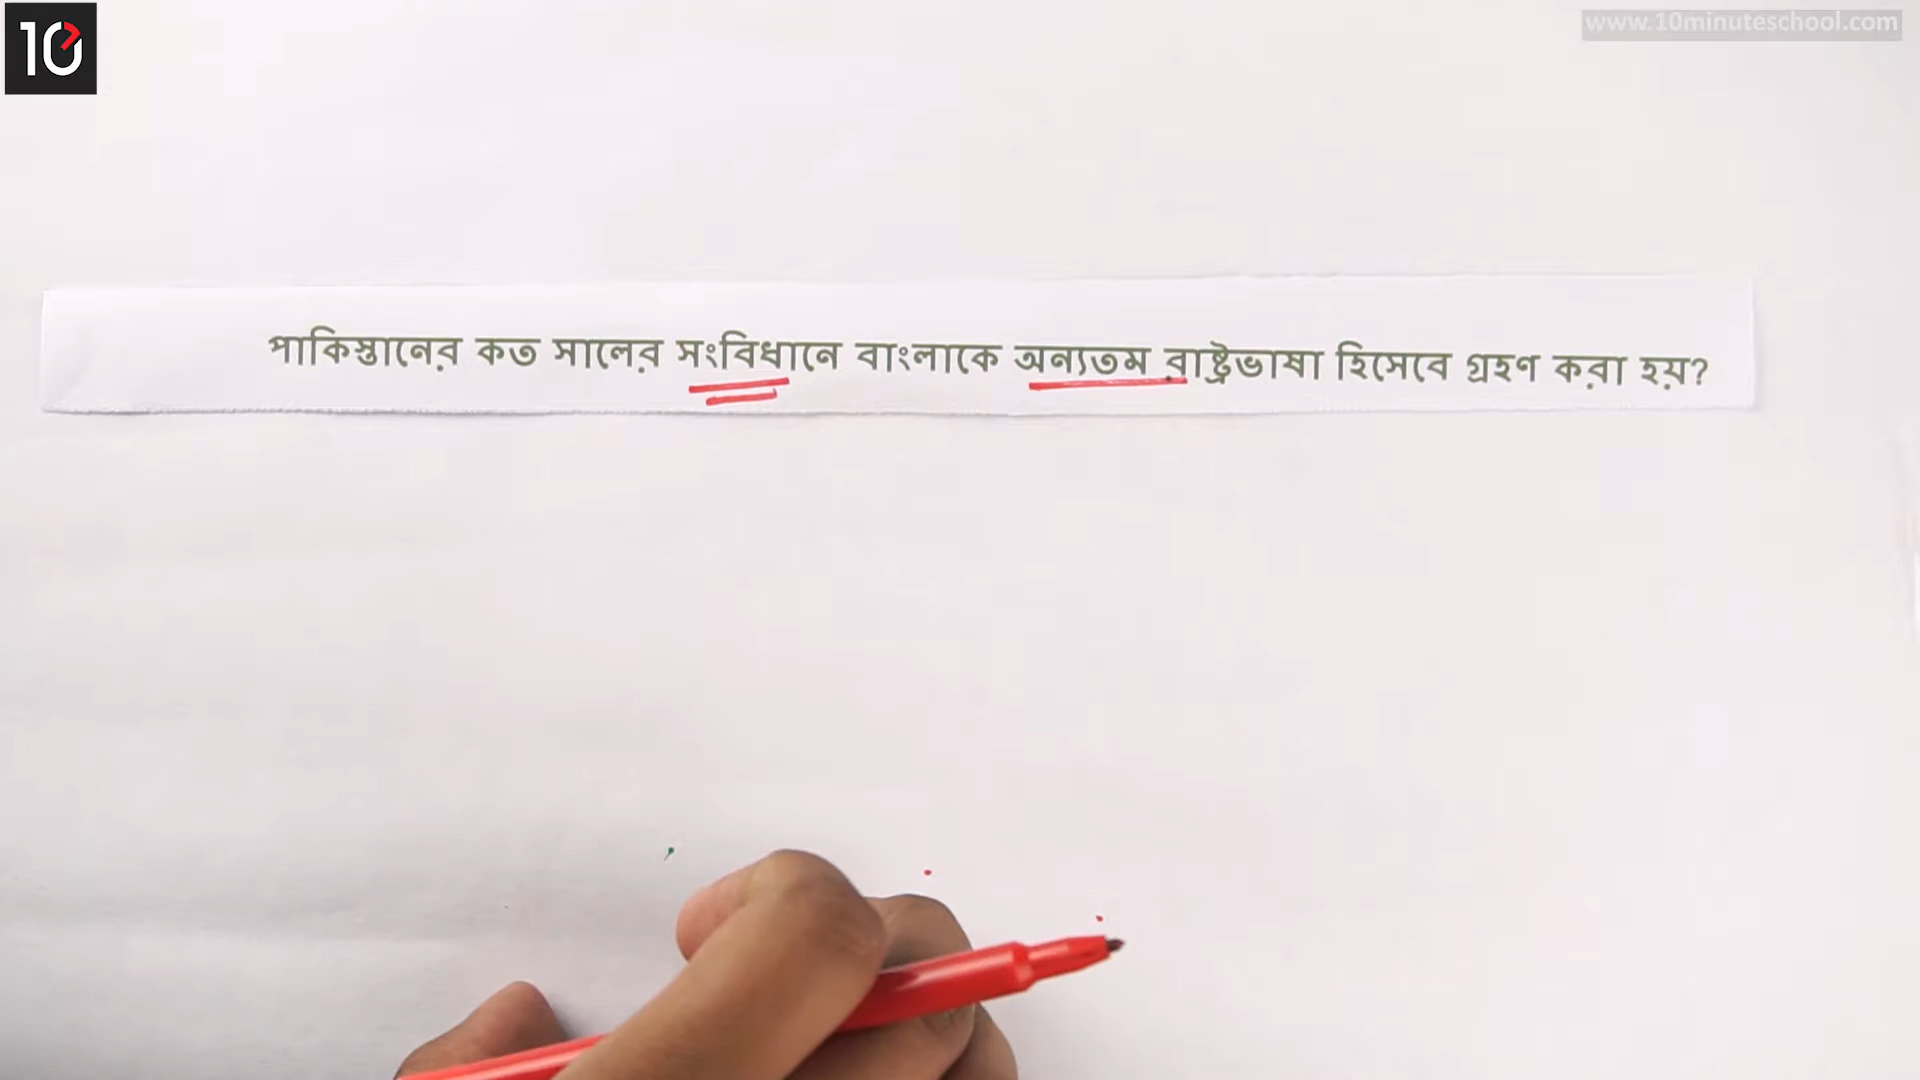 10
www.10minuteschool.com
পাকিস্তানের কত সালের সংবিধানে বাংলাকে অন্যতম রাষ্ট্রভাষা হিসেবে গ্রহণ করা হয়?